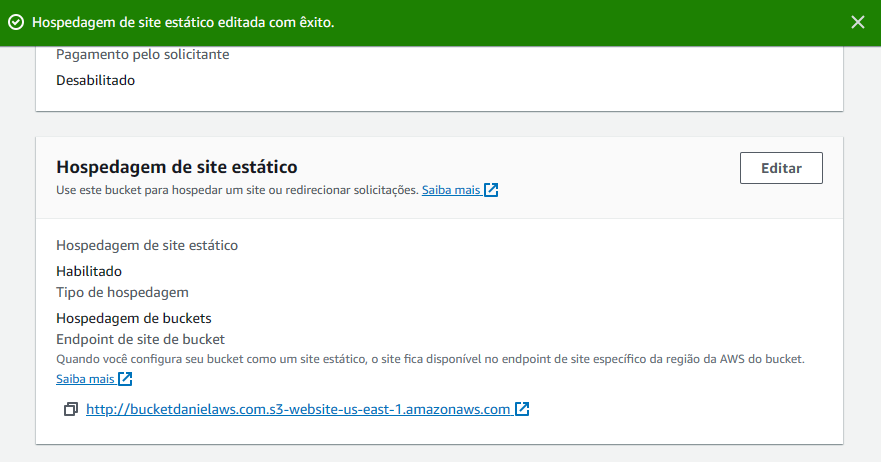 Hospedagem de site estático editada com êxito.
Pagamento pelo solicitante
Desabilitado
Hospedagem de site estático
Editar
Use este bucket para hospedar um site ou redirecionar solicitações. Saiba mais
Hospedagem de site estático
Habilitado
Tipo de hospedagem
Hospedagem de buckets
Endpoint de site de bucket
Quando você configura seu bucket como um site estático, o site fica disponível no endpoint de site específico da região da AWS do bucket.
Saiba mais
http://bucketdanielaws.com.s3-website-us-east-1.amazonaws.com